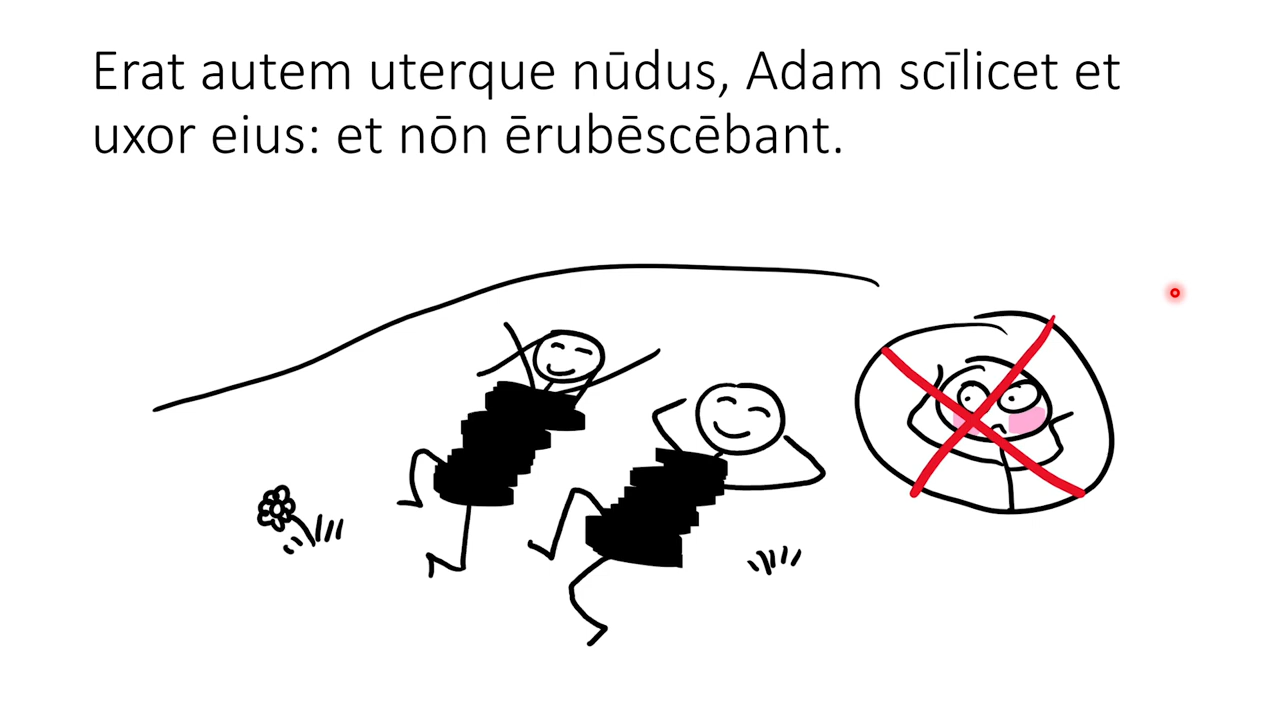 Erat autem uterque nūdus, Adam scīlicet et
uxor eius: et nōn ērubēscēbant.